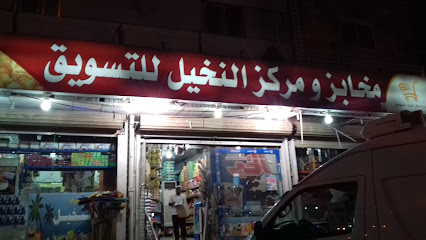 مخابز و مركز النخيل للتسويق